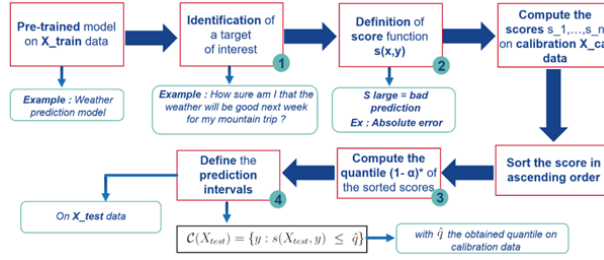 Pre-trained model
on X_train data
Example : Weather
prediction model
Identification of
a target
of interest
1
Example : How sure am I that the
weather will be good next week
for my mountain trip ?
Definition of
score function
s(x,y)
2
S large = bad
prediction
Ex : Absolute error
Compute the
scores s_1,...,s_n
on calibration X_ca
data
Sort the score in
ascending order
Compute the
quantile (1- α)* of
the sorted scores
3
Define the
prediction
intervals
4
On X_test data
C(X_{test}) = {y : s(X_{test}, y) ≤ q̂}
with q̂ the obtained quantile on
calibration data